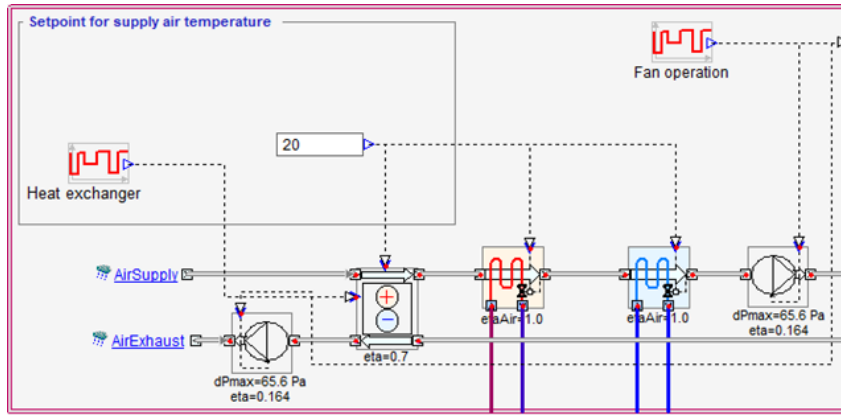 Setpoint for supply air temperature
Fan operation
20
Heat exchanger
AirSupply
etaAir=1.0
etaAir=1.0
dPmax=65.6 Pa
eta=0.164
AirExhaust
eta=0.7
dPmax=65.6 Pa
eta=0.164